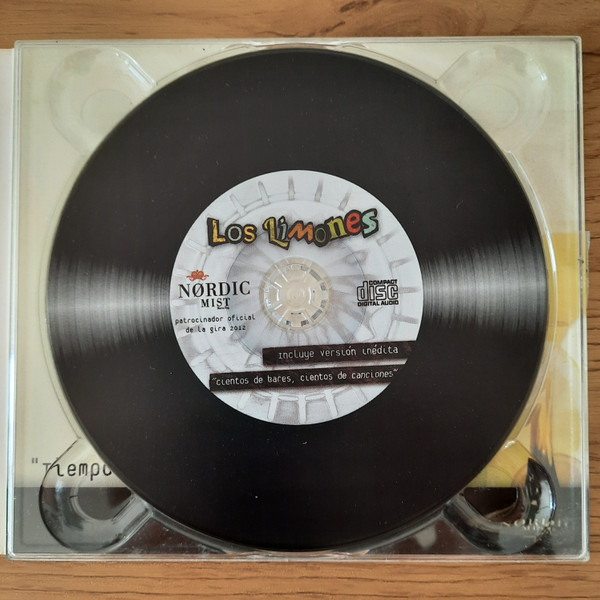 Los Limones
NØRDIC
MIST
patrocinador oficial
de la gira 2012
COMPACT
disc
DIGITAL AUDIO
Incluye versión inédita
"cientos de bares, cientos de canciones"
"Tiempo